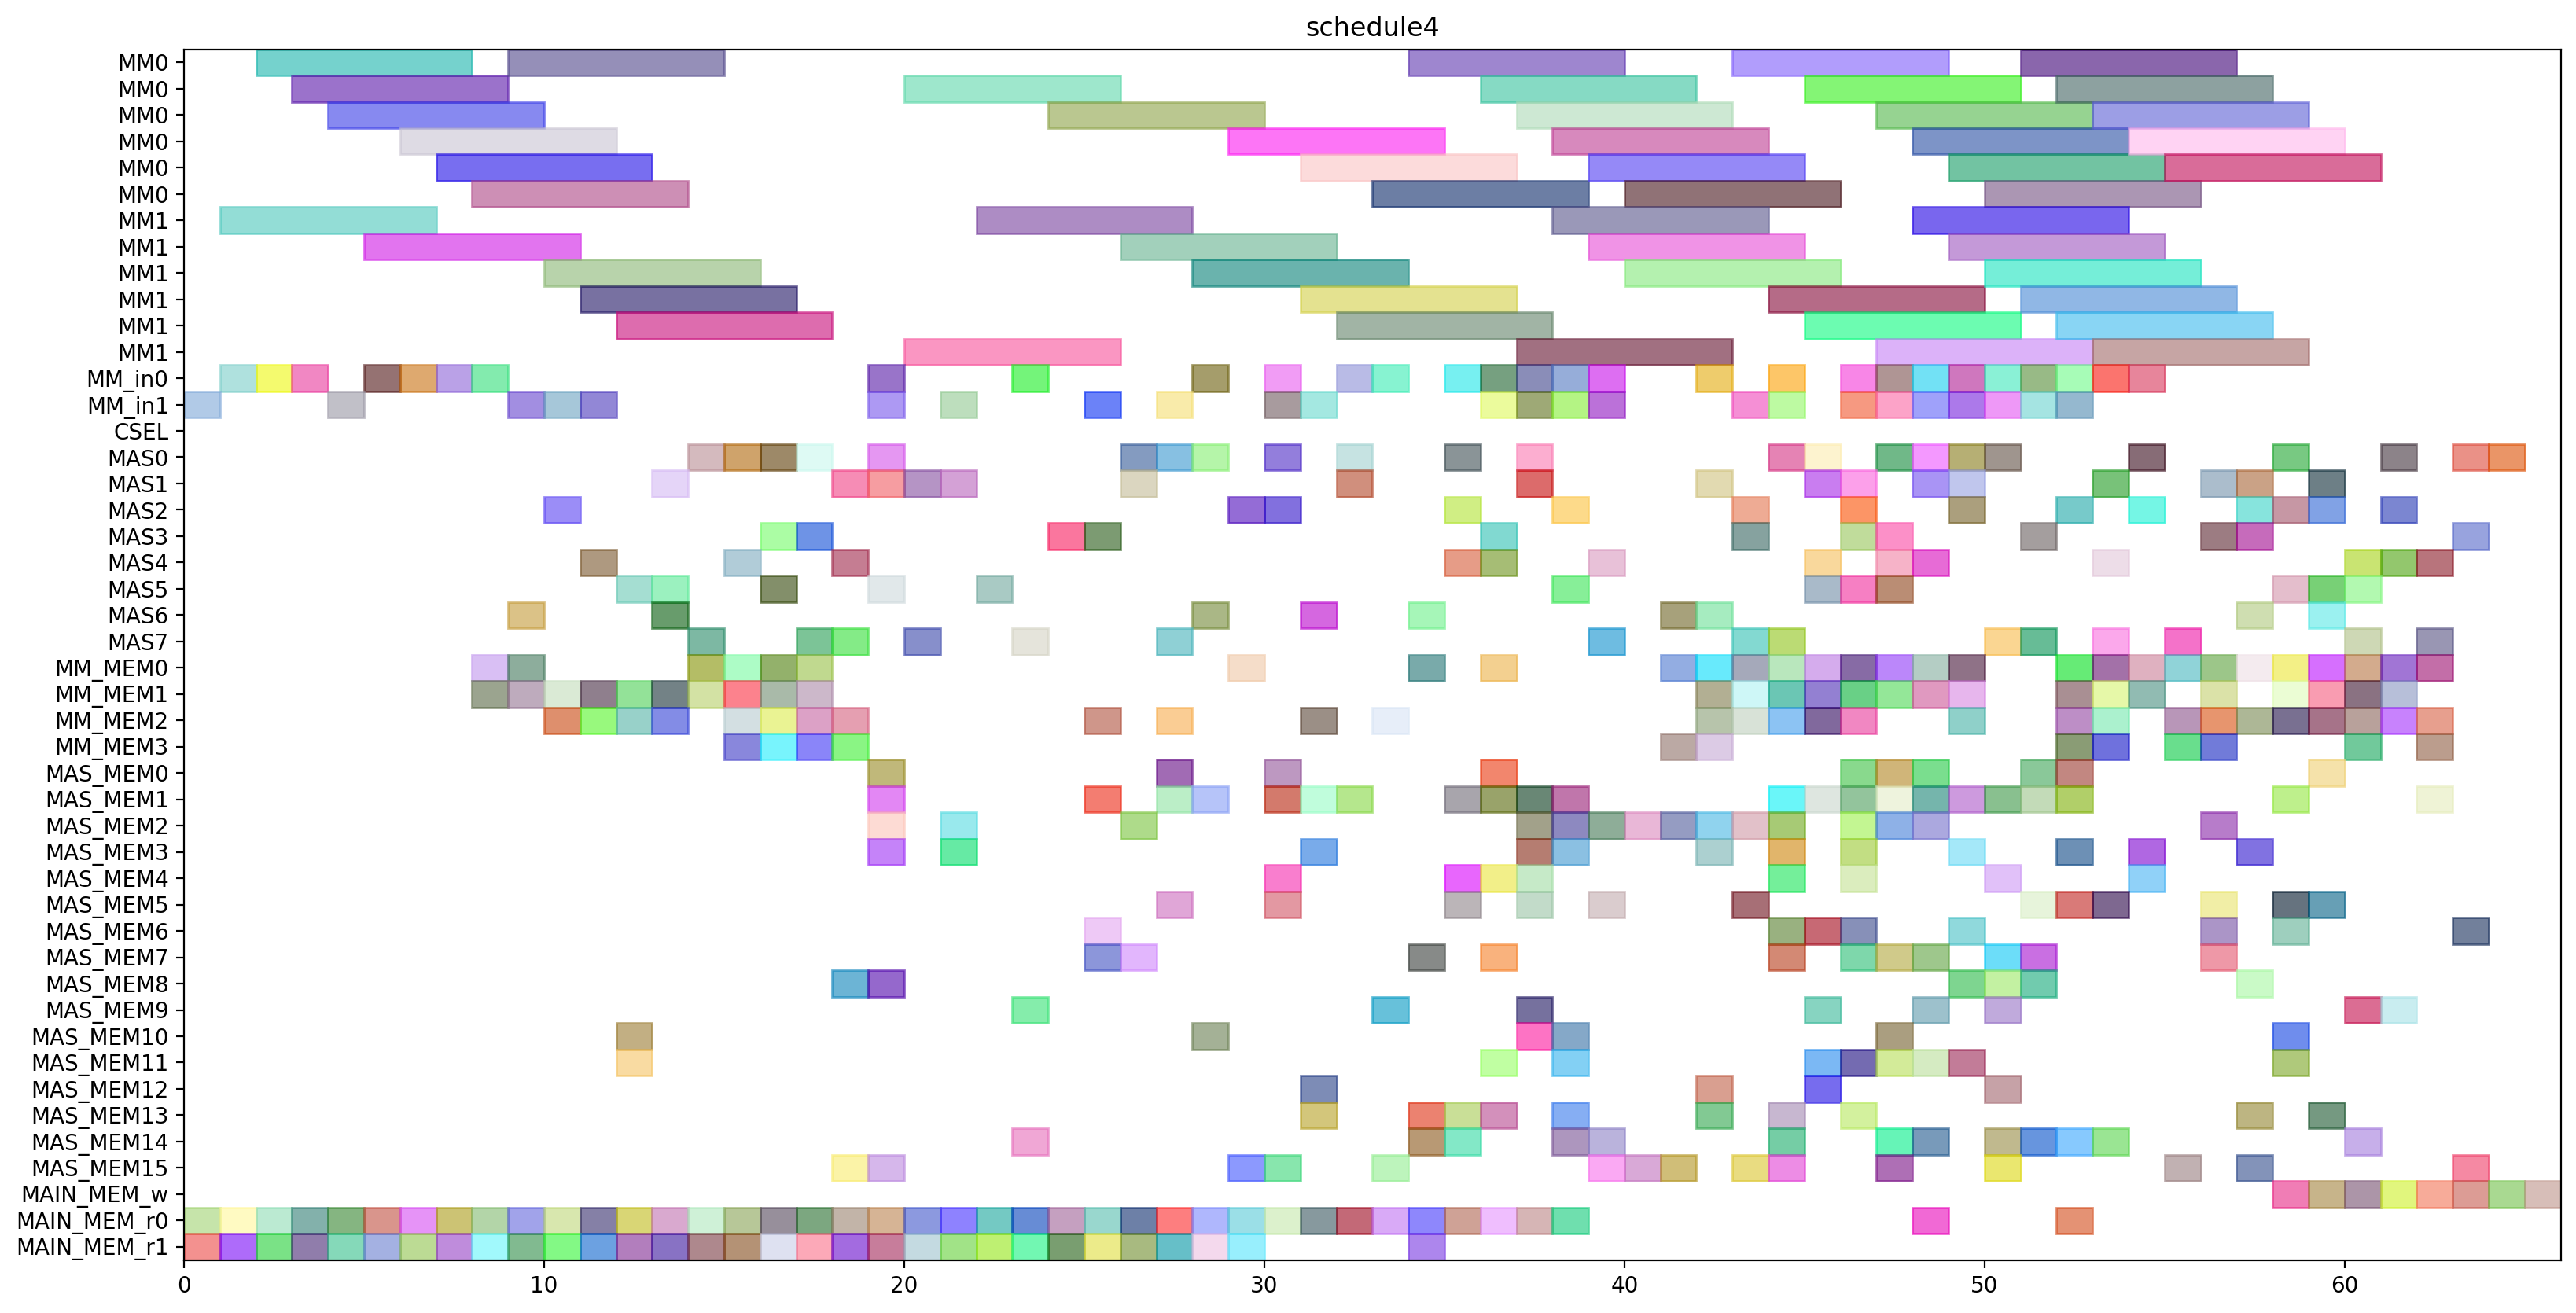 schedule4
MM0
MM0
MM0
MM0
MM0
MM0
MM1
MM1
MM1
MM1
MM1
MM1
MM_in0
MM_in1
CSEL
MAS0
MAS1
MAS2
MAS3
MAS4
MAS5
MAS6
MAS7
MM_MEM0
MM_MEM1
MM_MEM2
MM_MEM3
MAS_MEM0
MAS_MEM1
MAS_MEM2
MAS_MEM3
MAS_MEM4
MAS_MEM5
MAS_MEM6
MAS_MEM7
MAS_MEM8
MAS_MEM9
MAS_MEM10
MAS_MEM11
MAS_MEM12
MAS_MEM13
MAS_MEM14
MAS_MEM15
MAIN_MEM_w
MAIN_MEM_r0
MAIN_MEM_r1
0 10 20 30 40 50 60